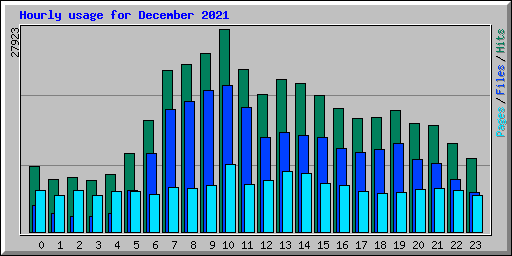 Hourly usage for December 2021
27923
Pages/Files/Hits
0 1 2 3 4 5 6 7 8 9 10 11 12 13 14 15 16 17 18 19 20 21 22 23